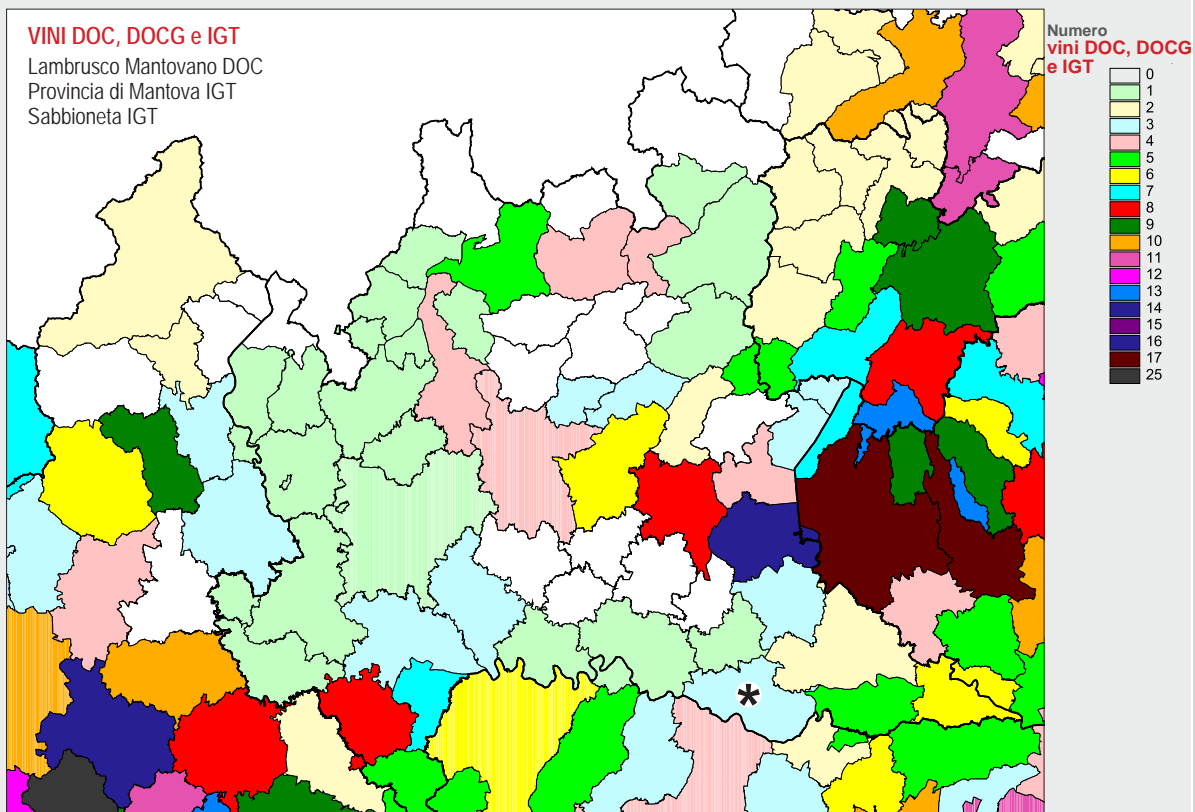 VINI DOC, DOCG e IGT
Lambrusco Mantovano DOC
Provincia di Mantova IGT
Sabbioneta IGT
Numero
vini DOC, DOCG
e IGT
0
1
2
3
4
5
6
7
8
9
10
11
12
13
14
15
16
17
25
*